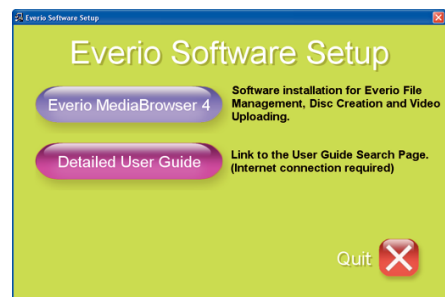 Everio Software Setup
Everio Software Setup
Everio MediaBrowser 4
Software installation for Everio File
Management, Disc Creation and Video
Uploading.
Detailed User Guide
Link to the User Guide Search Page.
(Internet connection required)
Quit